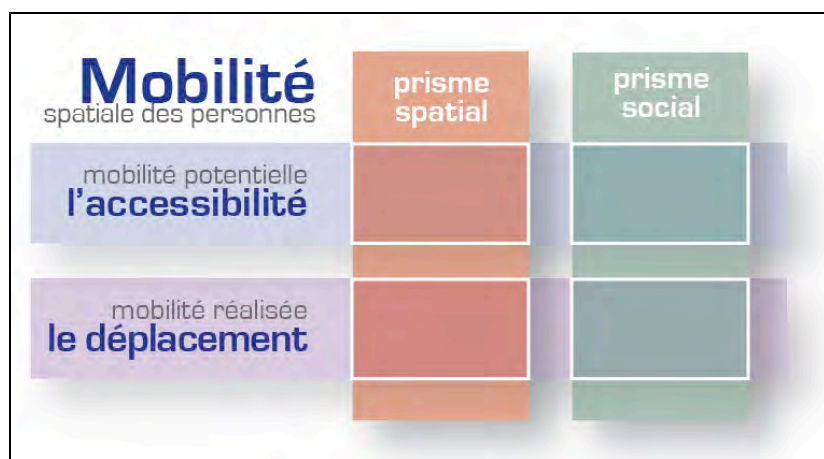 Mobilité
spatiale des personnes
prisme
spatial
prisme
social
mobilité potentielle
l'accessibilité
mobilité réalisée
le déplacement